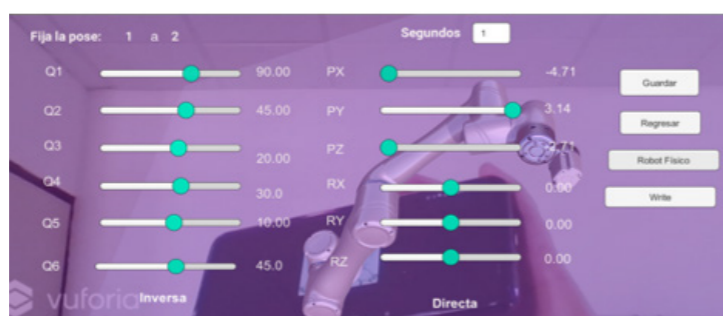 Fija la pose: 1 a 2 Segundos 1
Q1 90.00 PX -4.71
Guardar
Q2 45.00 PY 3.14
Regresar
Q3 20.00 PZ
Robot Físico
Q4 30.0 RX 0.00
Write
Q5 10.00 RY 0.00
Q6 45.0 RZ 0.00
vuforia Inversa Directa